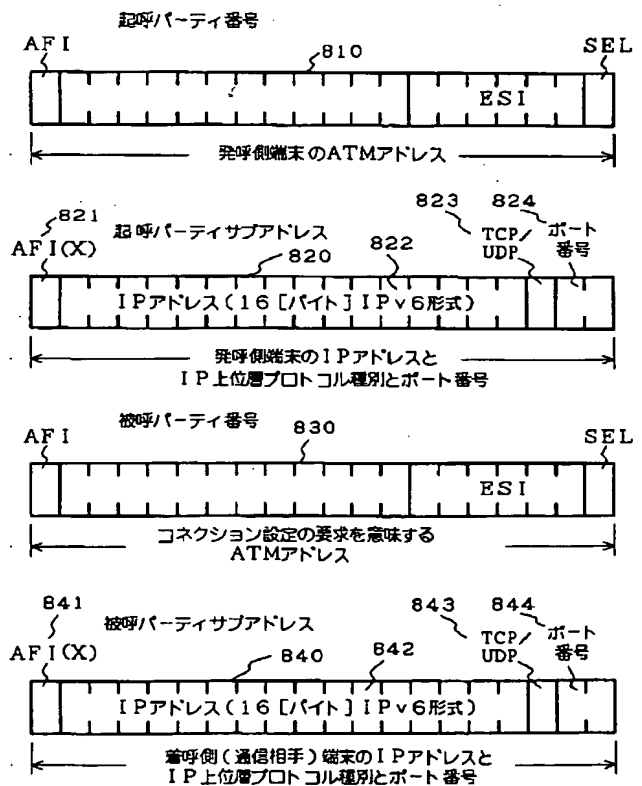 起呼パーティ番号
AFI 810 SEL
ESI
発呼側端末のATMアドレス
821 823 824
起呼パーティサブアドレス TCP/ ポート
AFI(X) 820 822 UDP 番号
IPアドレス(16[バイト]IPv6形式)
発呼側端末のIPアドレスと
IP上位層プロトコル種別とポート番号
被呼パーティ番号
AFI 830 SEL
ESI
コネクション設定の要求を意味する
ATMアドレス
841 843 844
被呼パーティサブアドレス TCP/ ポート
AFI(X) 840 842 UDP 番号
IPアドレス(16[バイト]IPv6形式)
着呼側(通信相手)端末のIPアドレスと
IP上位層プロトコル種別とポート番号